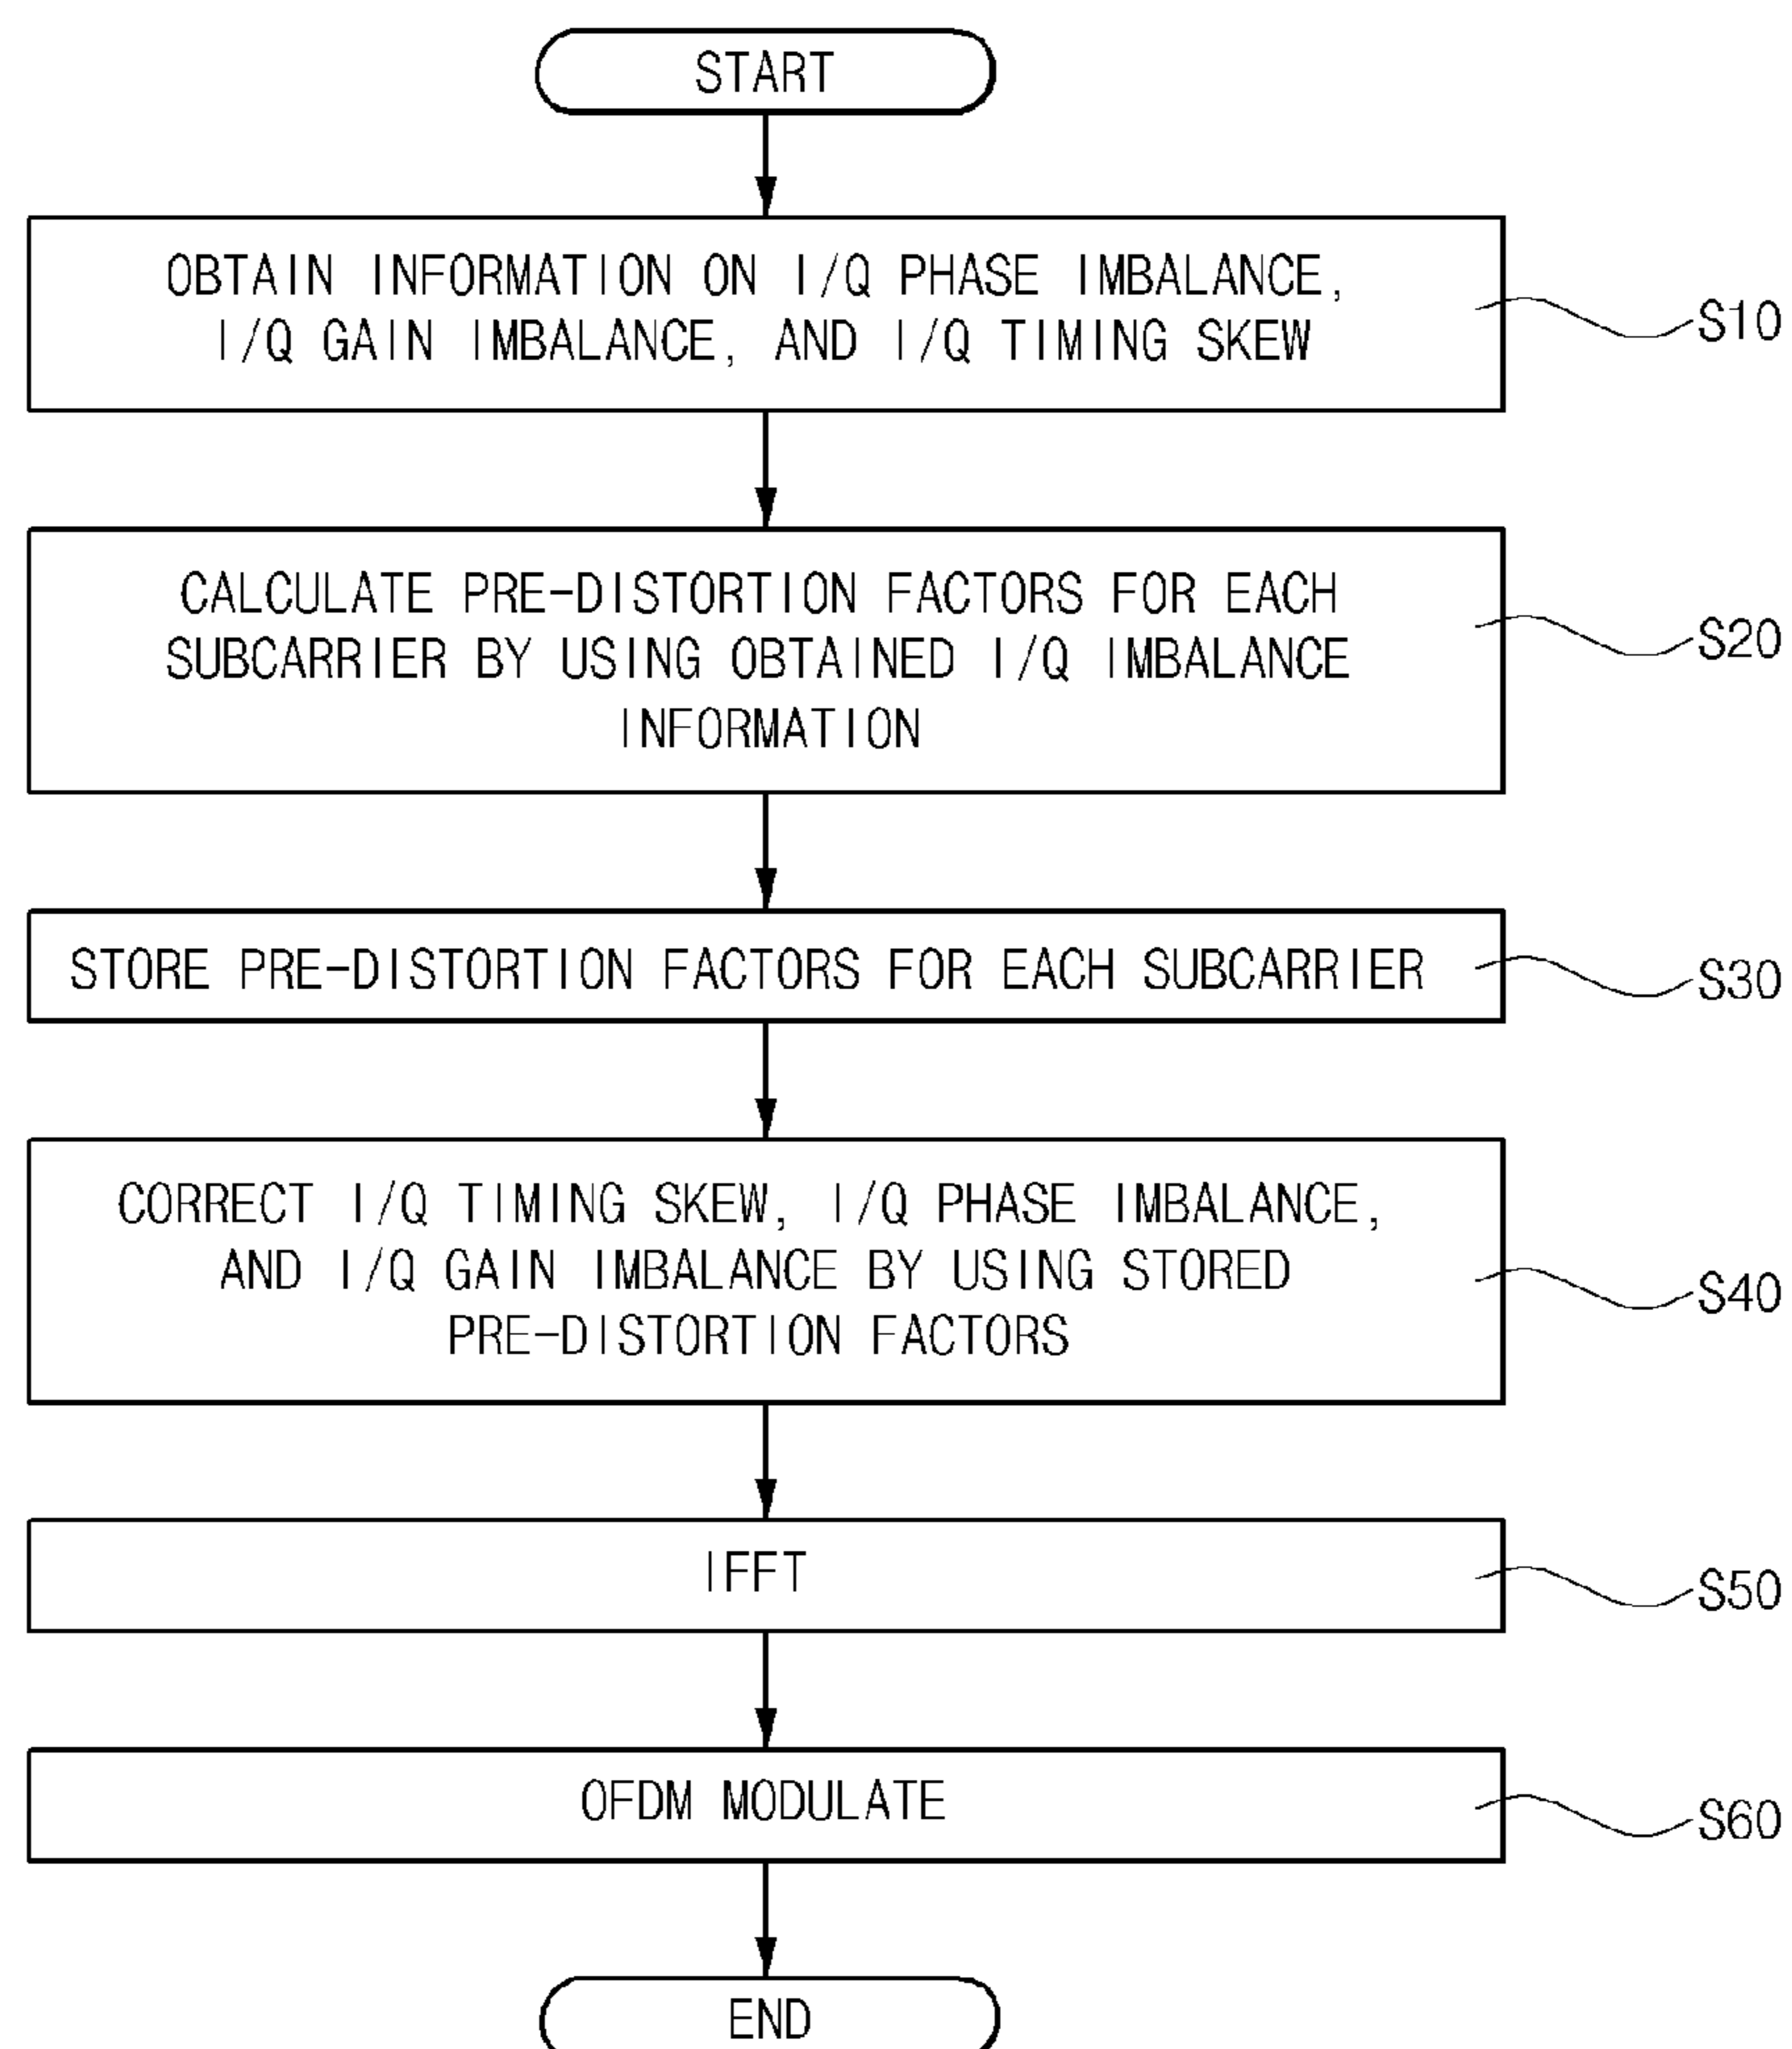 START
OBTAIN INFORMATION ON I/Q PHASE IMBALANCE,
I/Q GAIN IMBALANCE, AND I/Q TIMING SKEW
S10
CALCULATE PRE-DISTORTION FACTORS FOR EACH
SUBCARRIER BY USING OBTAINED I/Q IMBALANCE
INFORMATION
S20
STORE PRE-DISTORTION FACTORS FOR EACH SUBCARRIER
S30
CORRECT I/Q TIMING SKEW, I/Q PHASE IMBALANCE,
AND I/Q GAIN IMBALANCE BY USING STORED
PRE-DISTORTION FACTORS
S40
IFFT
S50
OFDM MODULATE
S60
END